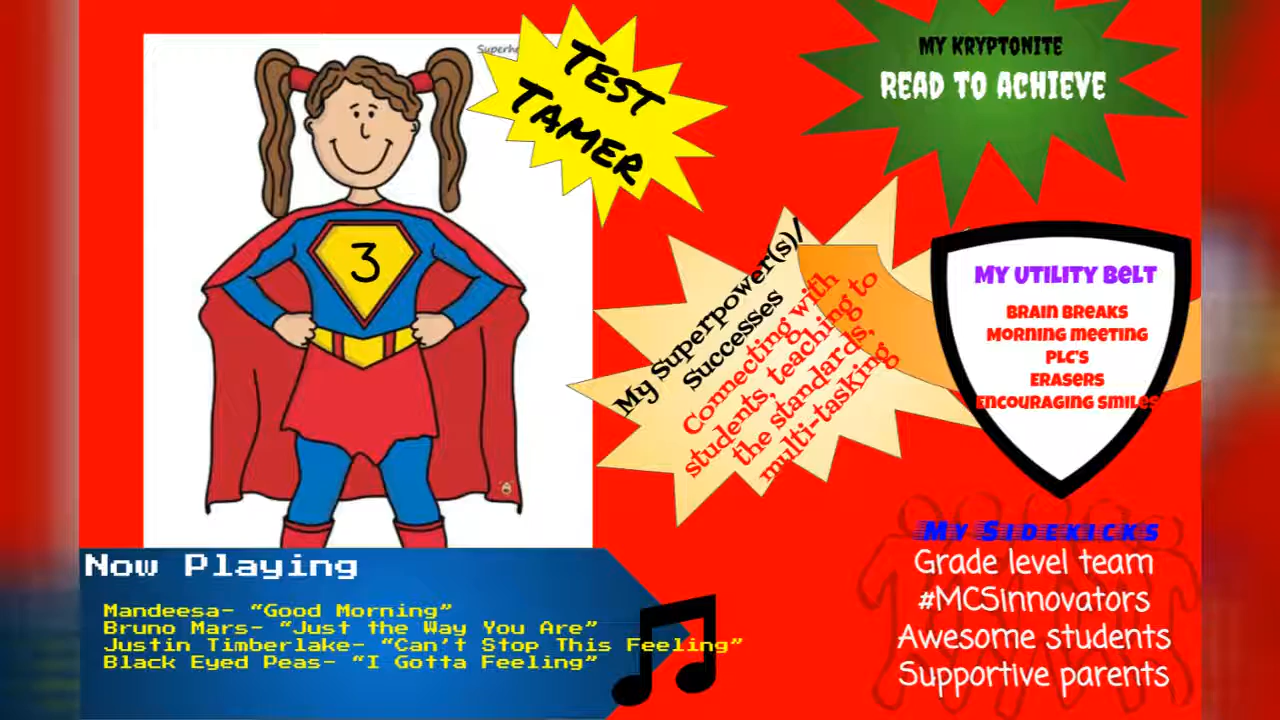 Superhe
TEST
TAMER
MY KRYPTONITE
READ TO ACHIEVE
3
My Superpower(s)/
Successes
Connecting with
students, teaching to
the standards,
multi-tasking
MY UTILITY BELT
BRAIN BREAKS
MORNING MEETING
PLC'S
ERASERS
ENCOURAGING SMILES
My Sidekicks
Grade level team
#MCSinnovators
Awesome students
Supportive parents
Now Playing
Mandeesa- “Good Morning”
Bruno Mars- “Just the Way You Are”
Justin Timberlake- “Can't Stop This Feeling”
Black Eyed Peas- “I Gotta Feeling”